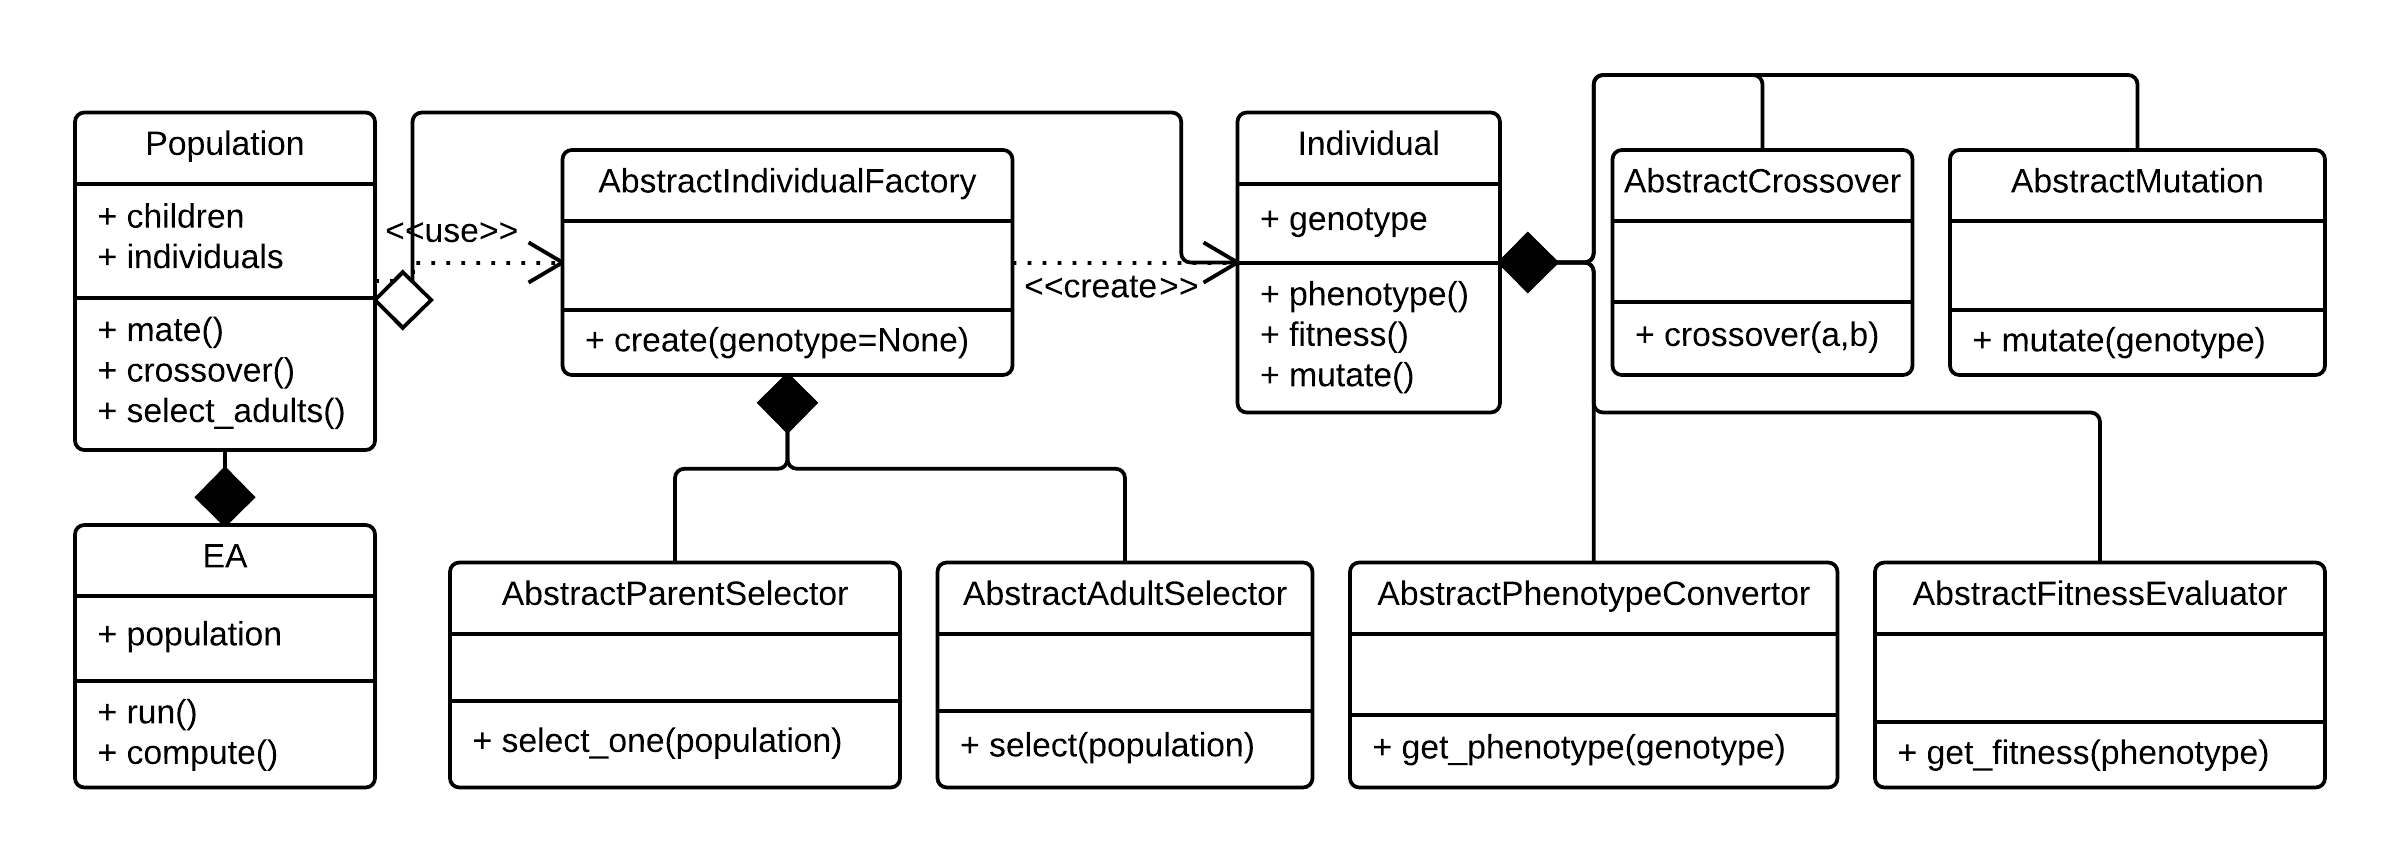 Population
+ children
+ individuals
+ mate()
+ crossover()
+ select_adults()
<<use>>
AbstractIndividualFactory
+ create(genotype=None)
<<create>>
Individual
+ genotype
+ phenotype()
+ fitness()
+ mutate()
AbstractCrossover
+ crossover(a,b)
AbstractMutation
+ mutate(genotype)
EA
+ population
+ run()
+ compute()
AbstractParentSelector
+ select_one(population)
AbstractAdultSelector
+ select(population)
AbstractPhenotypeConvertor
+ get_phenotype(genotype)
AbstractFitnessEvaluator
+ get_fitness(phenotype)